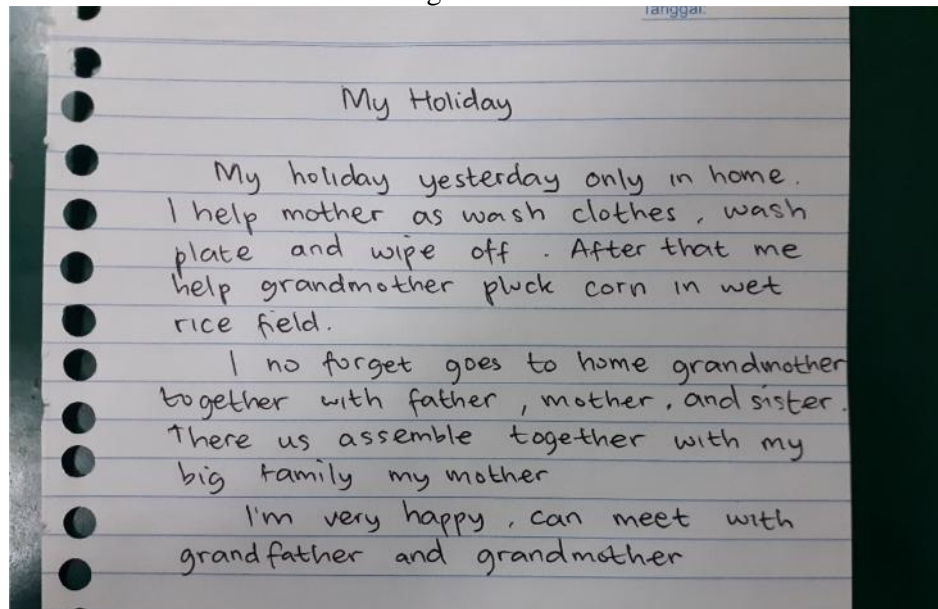 Tanggal:
My Holiday
My holiday yesterday only in home.
I help mother as wash clothes, wash
plate and wipe off. After that me
help grandmother pluck corn in wet
rice field.
I no forget goes to home grandmother
together with father, mother, and sister.
There us assemble together with my
big family my mother
I'm very happy, can meet with
grandfather and grandmother